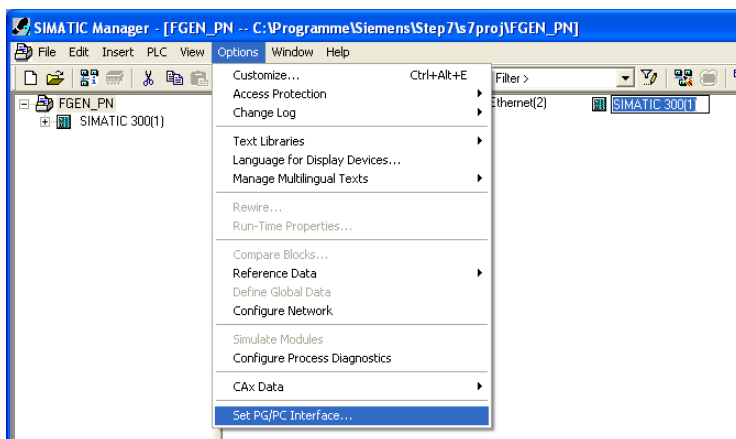 SIMATIC Manager - [FGEN_PN -- C:\Programme\Siemens\Step7\s7proj\FGEN_PN]
File Edit Insert PLC View Options Window Help
Customize... Ctrl+Alt+E
Filter >
Access Protection
FGEN_PN
Ethernet(2)
SIMATIC 300(1)
Change Log
SIMATIC 300(1)
Text Libraries
Language for Display Devices...
Manage Multilingual Texts
Rewire...
Run-Time Properties...
Compare Blocks...
Reference Data
Define Global Data
Configure Network
Simulate Modules
Configure Process Diagnostics
CAx Data
Set PG/PC Interface...